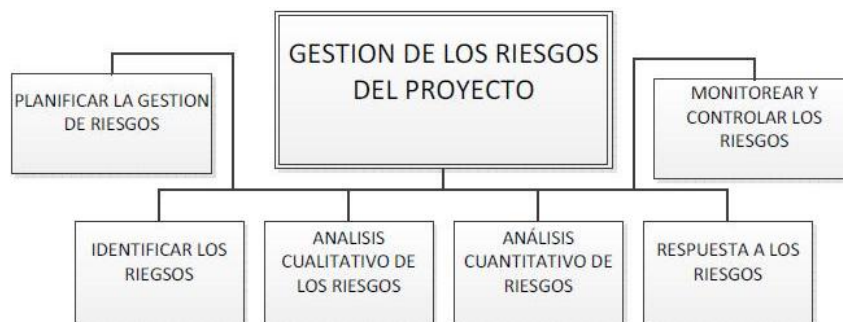 GESTION DE LOS RIESGOS
DEL PROYECTO
PLANIFICAR LA GESTION
DE RIESGOS
MONITOREAR Y
CONTROLAR LOS
RIESGOS
IDENTIFICAR LOS
RIEGSOS
ANALISIS
CUALITATIVO DE
LOS RIESGOS
ANÁLISIS
CUANTITATIVO DE
RIESGOS
RESPUESTA A LOS
RIESGOS